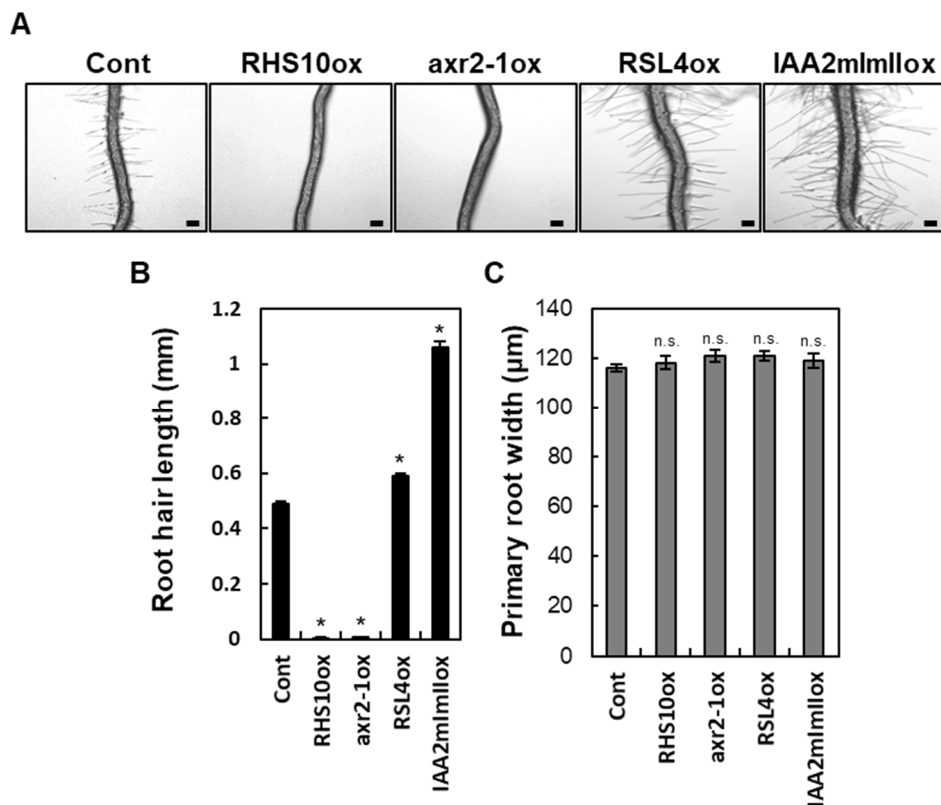 A
Cont RHS10ox axr2-1ox RSL4ox IAA2mImIIox
B
Root hair length (mm)
1.2
1
0.8
0.6
0.4
0.2
0
*
*
*
*
Cont
RHS10ox
axr2-1ox
RSL4ox
IAA2mImIIox
C
Primary root width (µm)
140
120
100
80
60
40
20
0
n.s.
n.s.
n.s.
n.s.
Cont
RHS10ox
axr2-1ox
RSL4ox
IAA2mImIIox